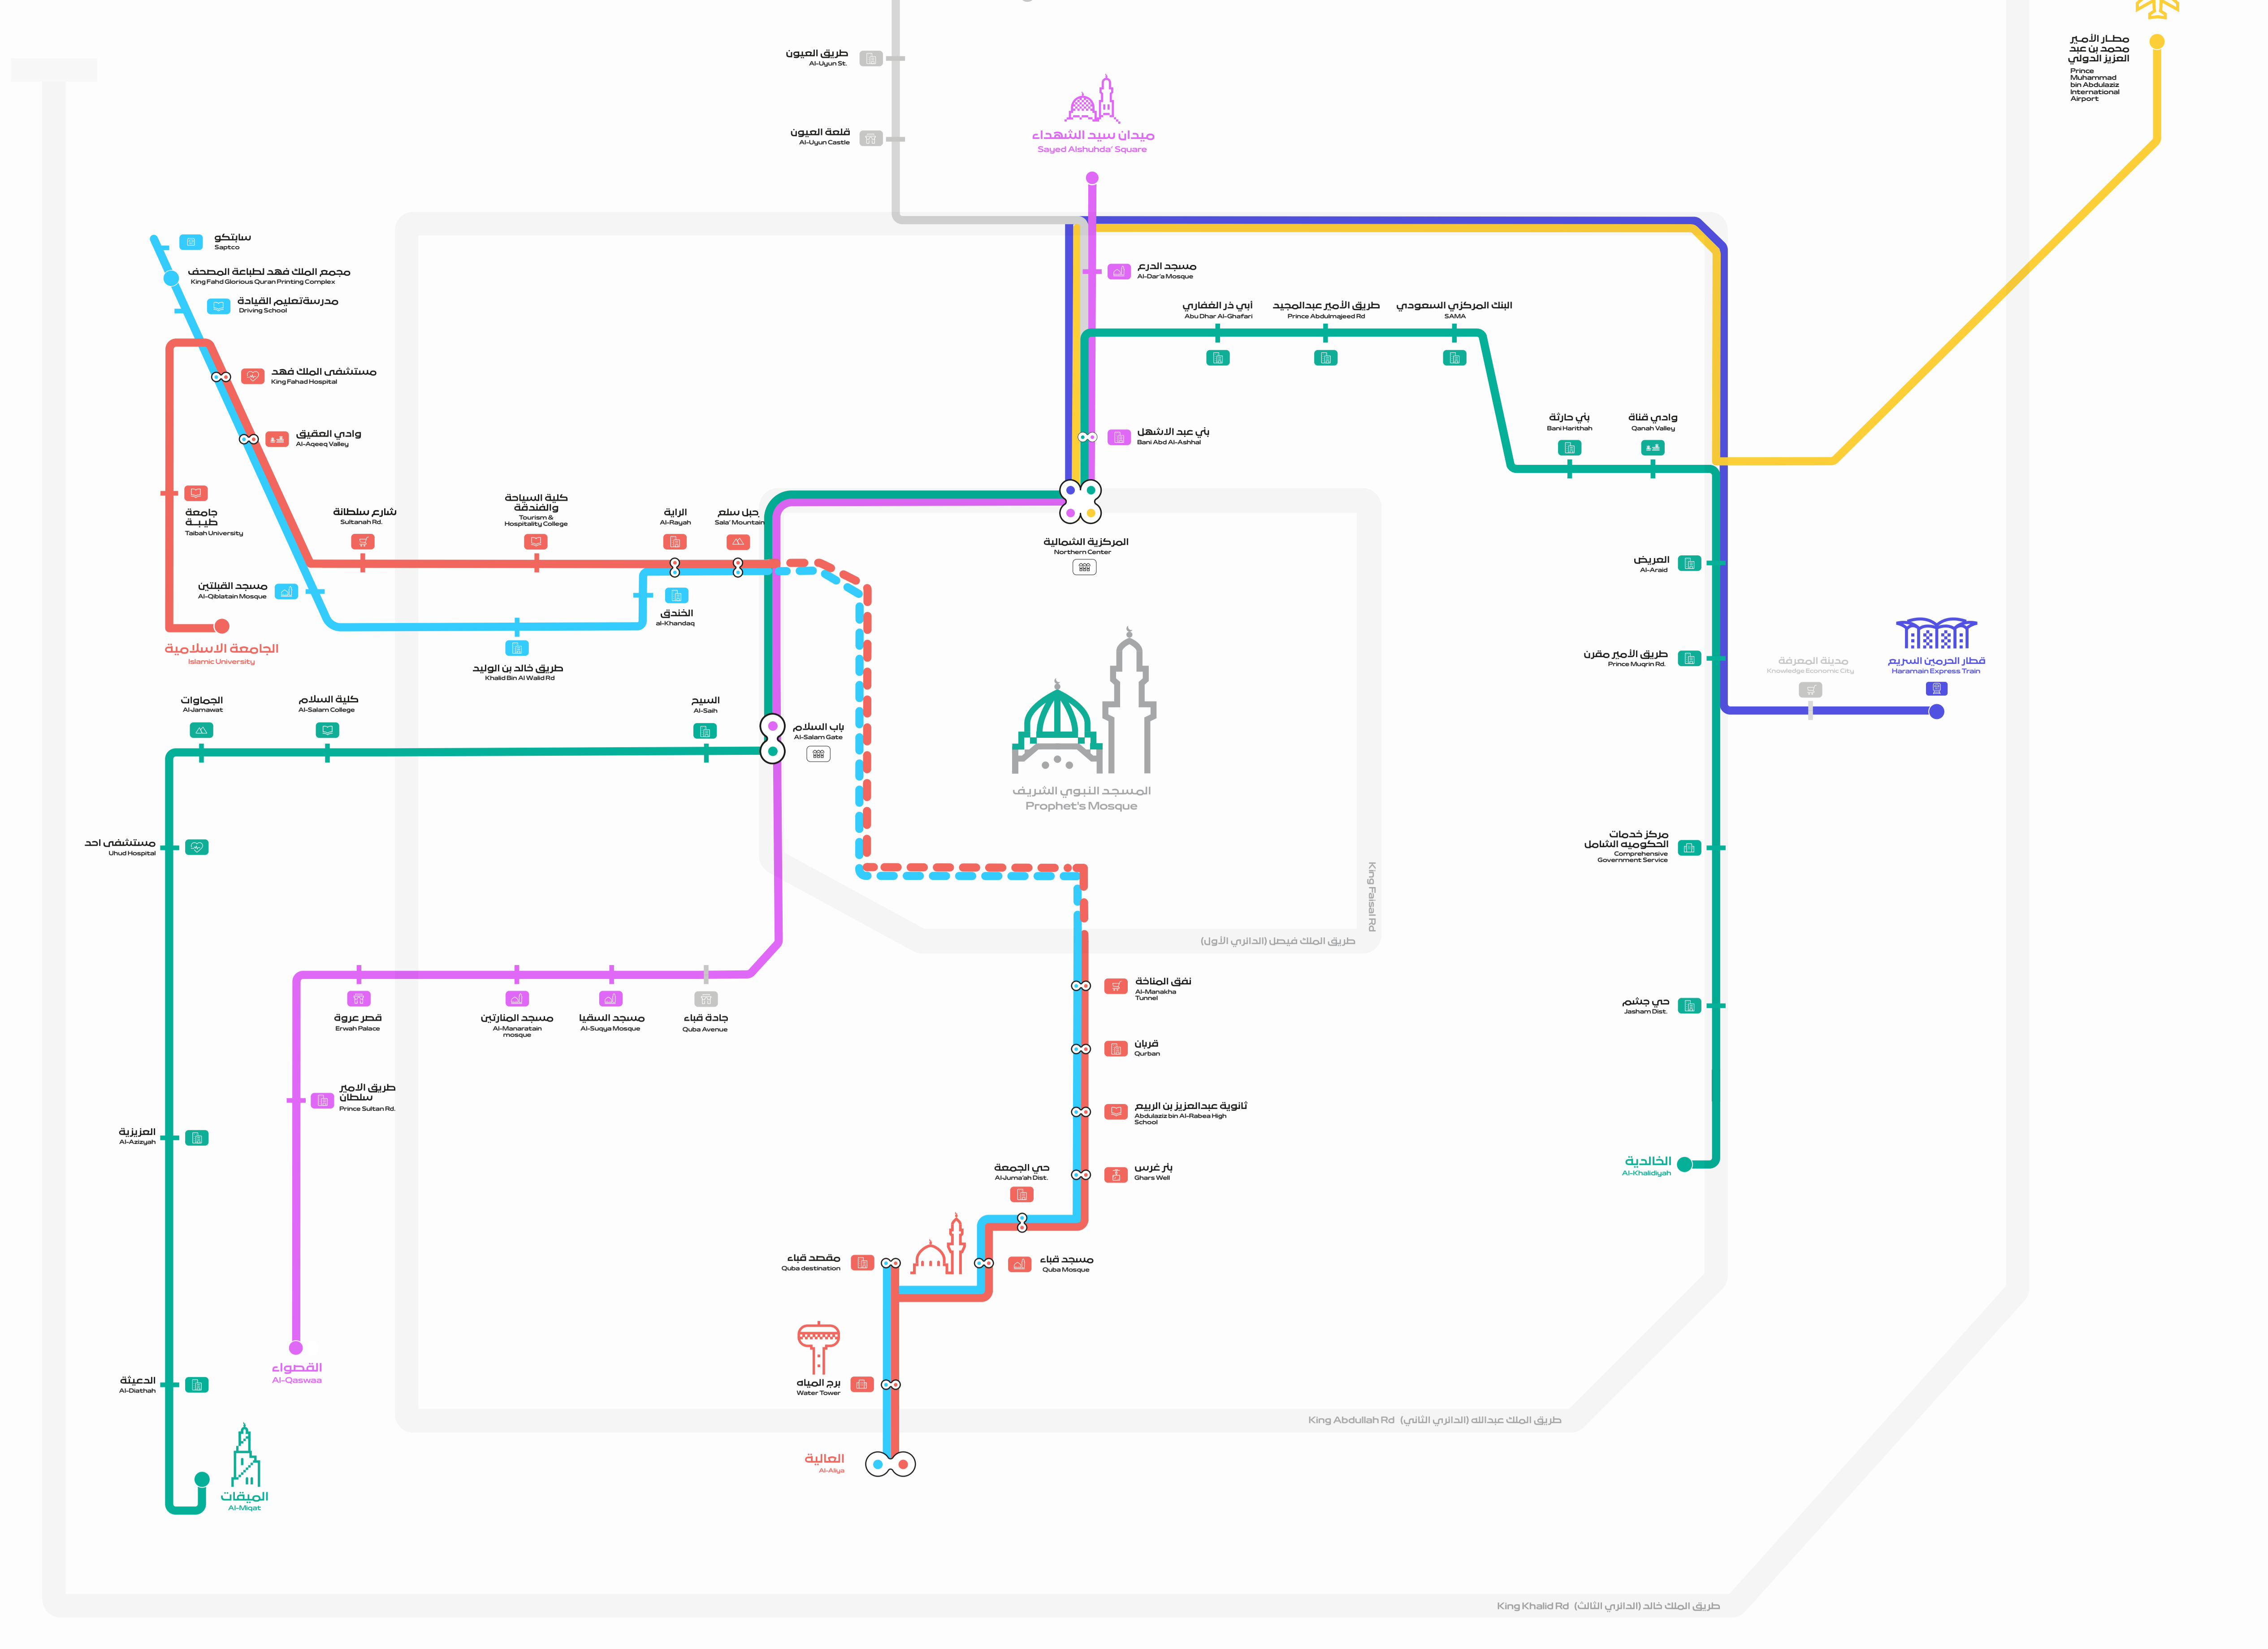 طريق العيون
Al-Uyun St.
قلعة العيون
Al-Uyun Castle
ميدان سيد الشهداء
Sayed Alshuhda' Square
مطار الأمير
محمد بن عبد
العزيز الدولي
Prince
Muhammad
bin Abdulaziz
International
Airport
سابتكو
Saptco
مجمع الملك فهد لطباعة المصحف
King Fahd Glorious Quran Printing Complex
مدرسةتعليم القيادة
Driving School
مستشفى الملك فهد
King Fahad Hospital
وادي العقيق
Al-Aqeeq Valley
جامعة
طيبة
Taibah University
شارع سلطانة
Sultanah Rd.
كلية السياحة
والفندقة
Tourism &
Hospitality College
الراية
Al-Rayah
جبل سلع
Sala' Mountain
مسجد القبلتين
Al-Qiblatain Mosque
الخندق
al-Khandaq
الجامعة الاسلامية
Islamic University
طريق خالد بن الوليد
Khalid Bin Al Walid Rd
مسجد الدرع
Al-Dar'a Mosque
أبي ذر الغفاري
Abu Dhar Al-Ghafari
طريق الأمير عبدالمجيد
Prince Abdulmajeed Rd
البنك المركزي السعودي
SAMA
بني عبد الاشهل
Bani Abd Al-Ashhal
بني حارثة
Bani Harithah
وادي قناة
Qanah Valley
المركزية الشمالية
Northern Center
العريض
Al-Araid
طريق الأمير مقرن
Prince Muqrin Rd.
مدينة المعرفة
Knowledge Economic City
قطار الحرمين السريع
Haramain Express Train
الجماوات
AlJamawat
كلية السلام
Al-Salam College
السيح
Al-Saih
باب السلام
Al-Salam Gate
المسجد النبوي الشريف
Prophet's Mosque
مستشفى احد
Uhud Hospital
مركز خدمات
الحكوميه الشامل
Comprehensive
Government Service
King Faisal Rd
طريق الملك فيصل (الدائري الأول)
نفق المناخة
Al-Manakha
Tunnel
حي جشم
Jasham Dist.
قصر عروة
Erwah Palace
مسجد المنارتين
Al-Manaratain
mosque
مسجد السقيا
Al-Suqya Mosque
جادة قباء
Quba Avenue
قربان
Qurban
طريق الامير
سلطان
Prince Sultan Rd.
ثانوية عبدالعزيز بن الربيع
Abdulaziz bin Al-Rabea High
School
العزيزية
Al-Azizyah
حي الجمعة
AlJuma'ah Dist.
بئر غرس
Ghars Well
الخالدية
Al-Khalidiyah
مقصد قباء
Quba destination
مسجد قباء
Quba Mosque
القصواء
Al-Qaswaa
الدعيثة
Al-Diathah
برج المياه
Water Tower
King Abdullah Rd طريق الملك عبدالله (الدائري الثاني)
العالية
Al-Aliya
الميقات
Al-Miqat
King Khalid Rd طريق الملك خالد (الدائري الثالث)